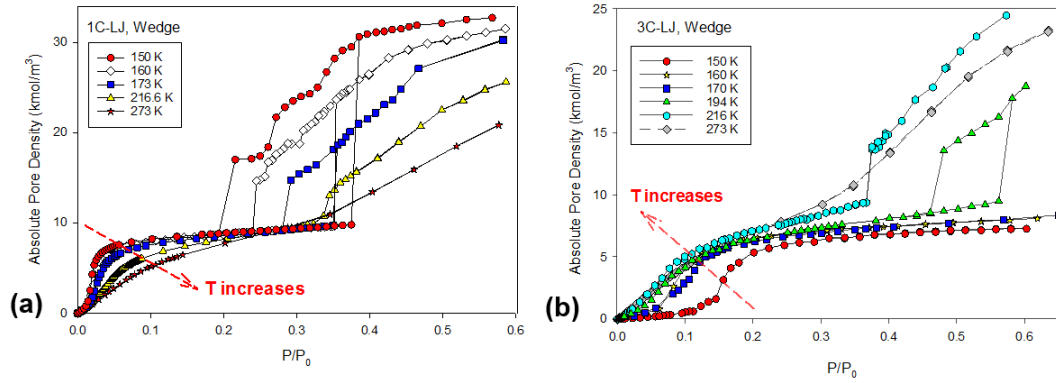 1C-LJ, Wedge
150 K
160 K
173 K
216.6 K
273 K
T increases
(a)
Absolute Pore Density (kmol/m³)
0
10
20
30
0.0
0.1
0.2
0.3
0.4
0.5
0.6
P/P₀
3C-LJ, Wedge
150 K
160 K
170 K
194 K
216 K
273 K
T increases
(b)
Absolute Pore Density (kmol/m³)
0
5
10
15
20
25
0.0
0.1
0.2
0.3
0.4
0.5
0.6
P/P₀